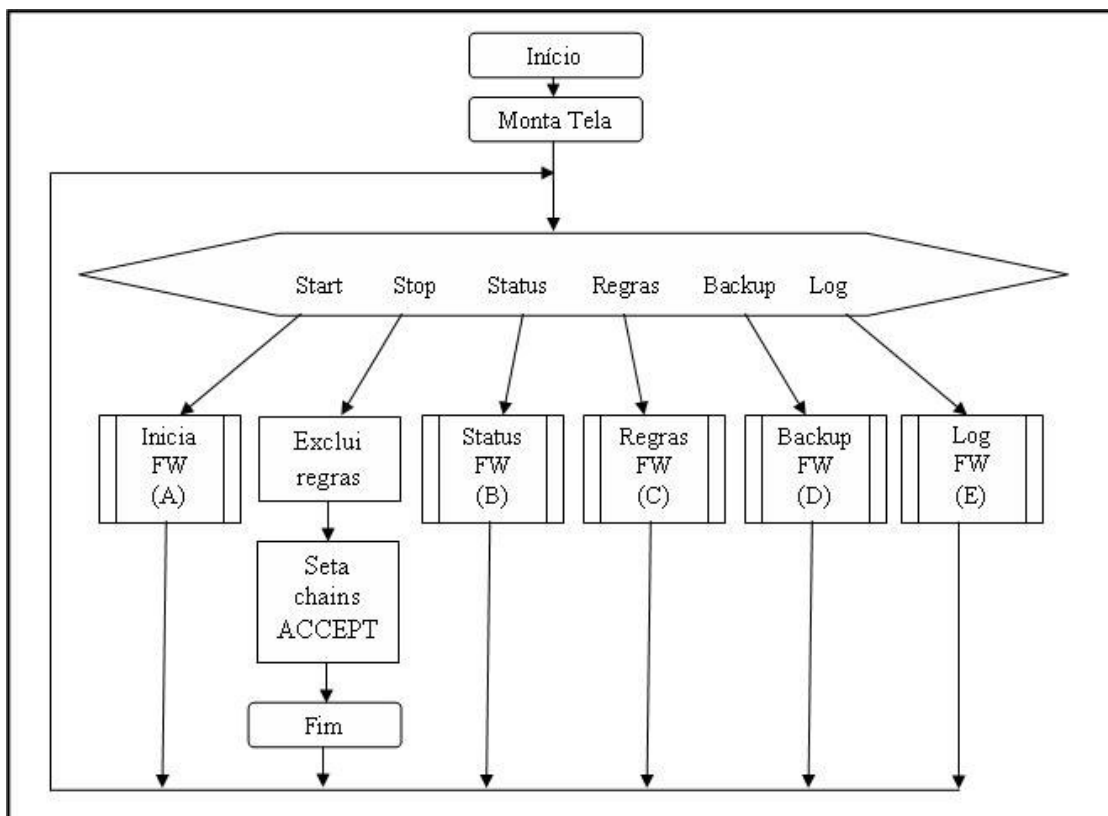 Início
Monta Tela
Start Stop Status Regras Backup Log
Inicia
FW
(A)
Exclui
regras
Status
FW
(B)
Regras
FW
(C)
Backup
FW
(D)
Log
FW
(E)
Seta
chains
ACCEPT
Fim